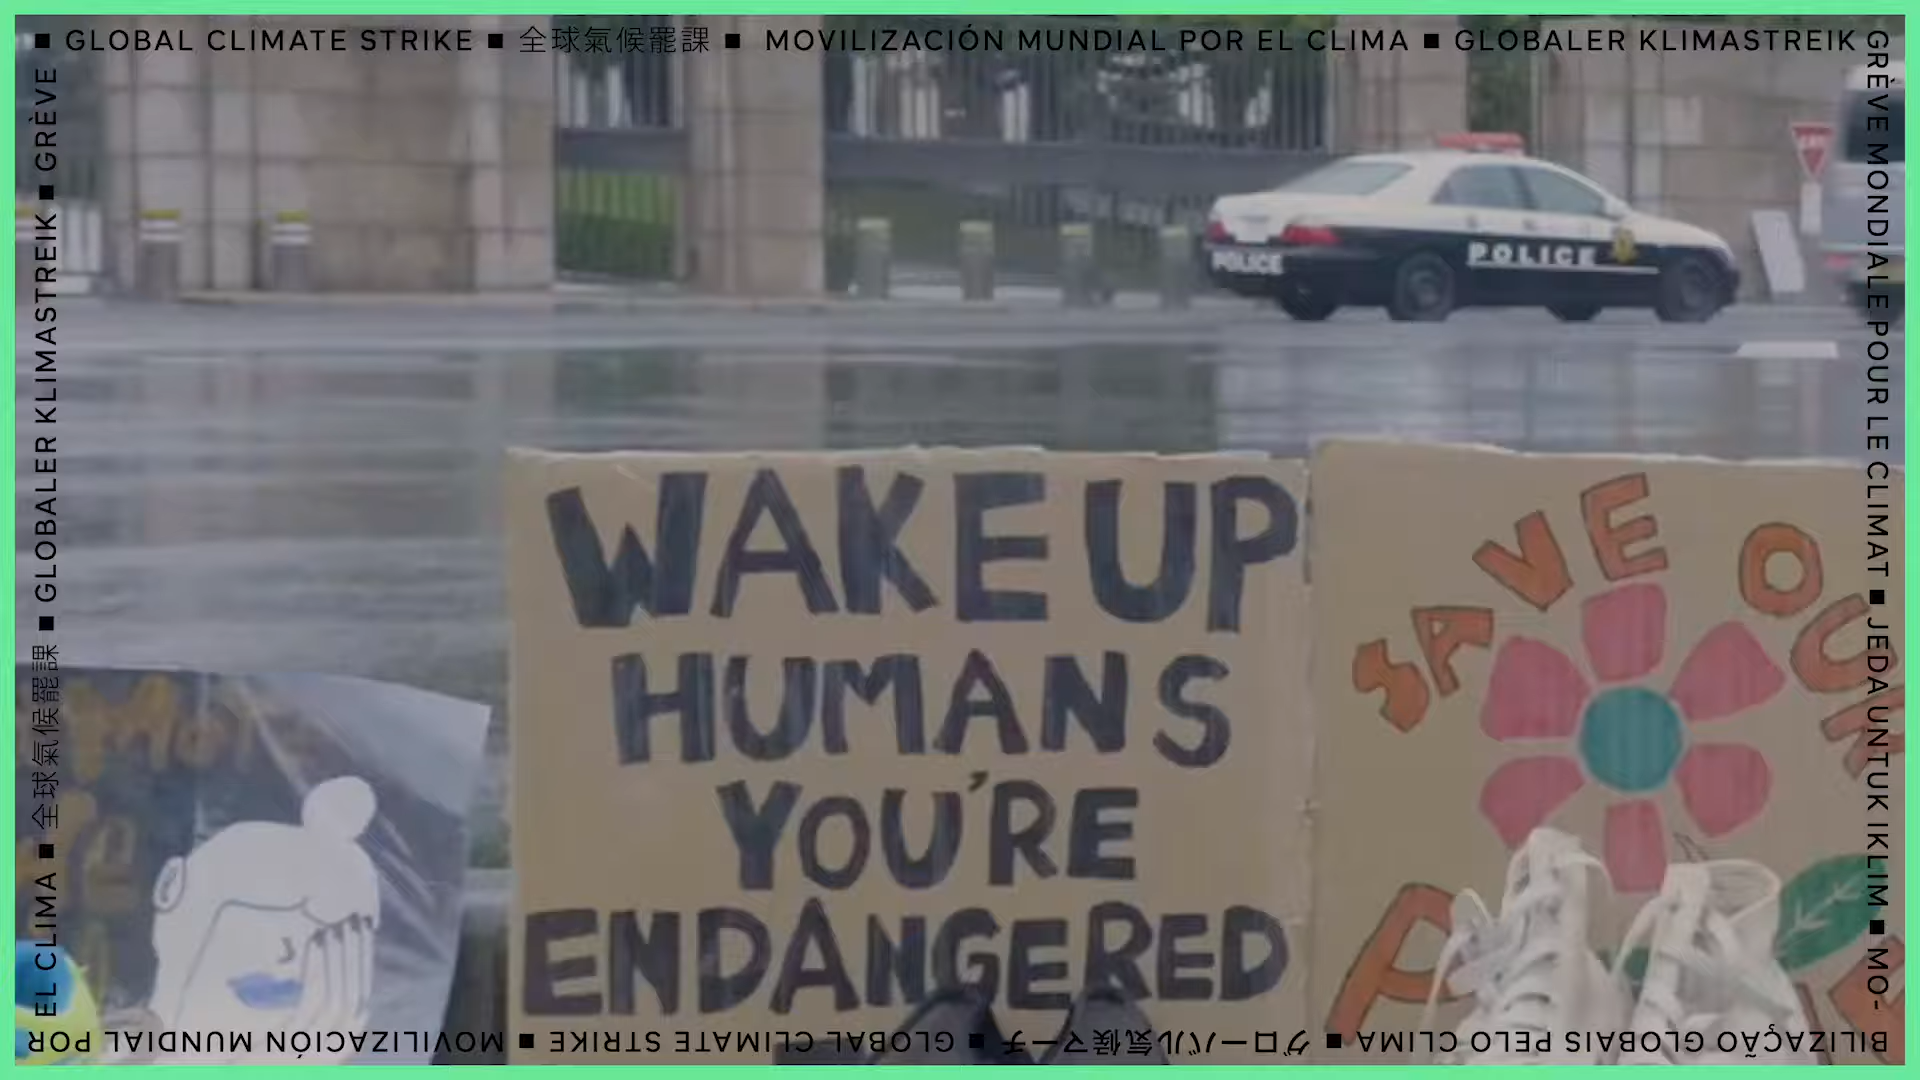 ■ GLOBAL CLIMATE STRIKE ■ 全球氣候罷課 ■ MOVILIZACIÓN MUNDIAL POR EL CLIMA ■ GLOBALER KLIMASTREIK
GRÈVE MONDIALE POUR LE CLIMAT ■ JEDA UNTUK IKLIM ■ MO-
BILIZAÇÃO GLOBAIS PELO CLIMA ■ グローバル気候マーチ ■ GLOBAL CLIMATE STRIKE ■ MOVILIZACIÓN MUNDIAL POR
EL CLIMA ■ 全球氣候罷課 ■ GLOBALER KLIMASTREIK ■ GRÈVE
POLICE
POLICE
WAKE UP
HUMANS
YOU'RE
ENDANGERED
SAVE OUR